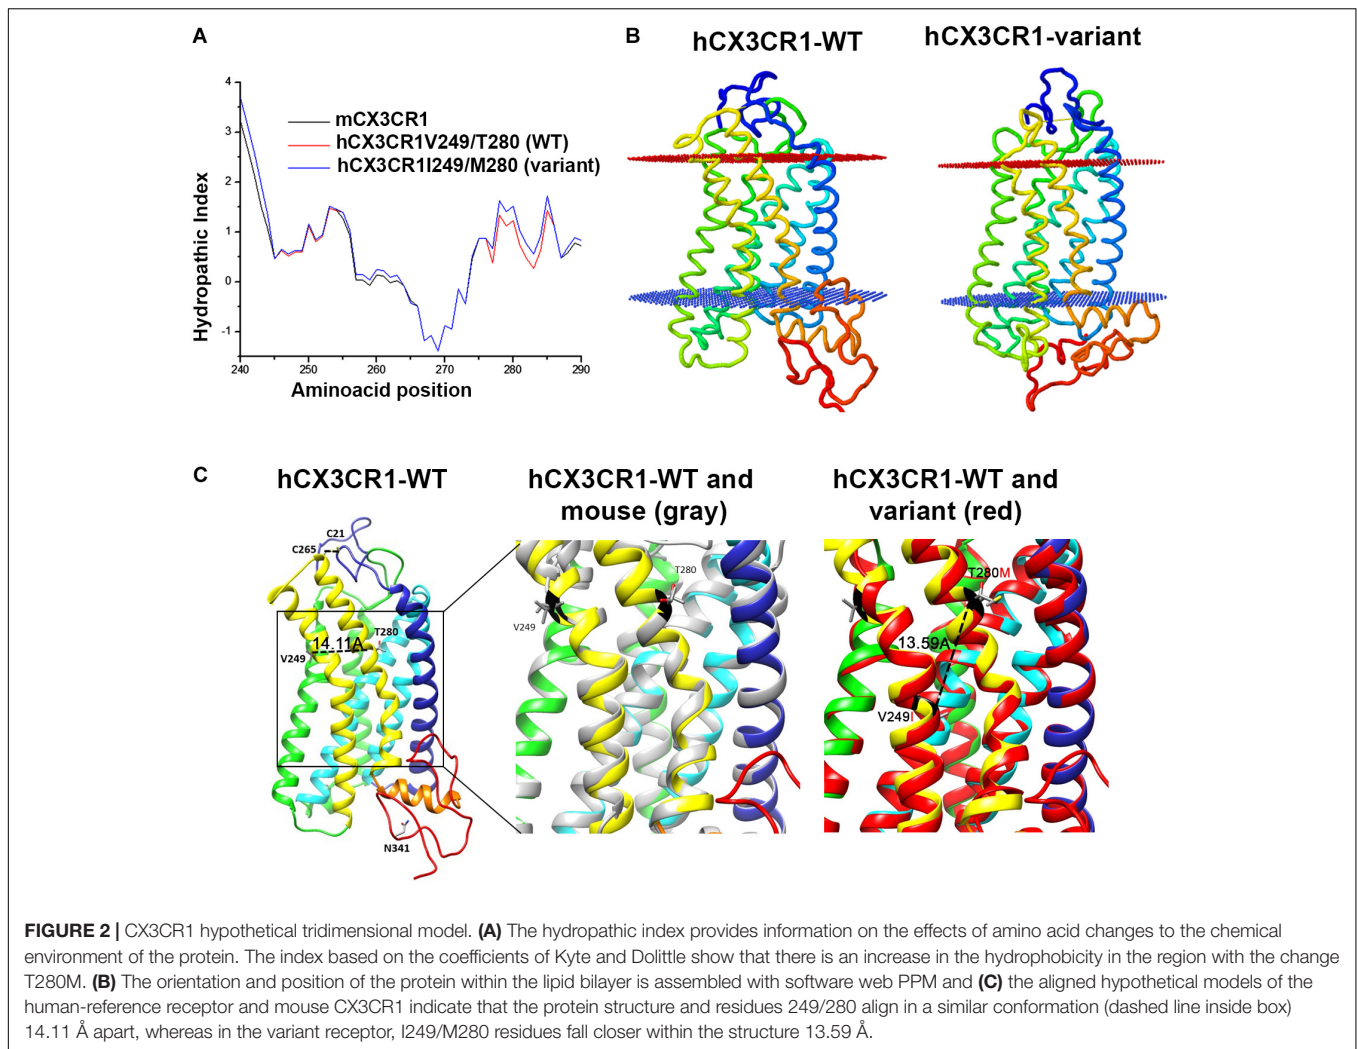 A
4
3
2
1
0
-1
Hydropathic Index
mCX3CR1
hCX3CR1V249/T280 (WT)
hCX3CR1I249/M280 (variant)
240 250 260 270 280 290
Aminoacid position
B
hCX3CR1-WT
hCX3CR1-variant
C
hCX3CR1-WT
C21
C265
T280
14.11A
V249
N341
hCX3CR1-WT and
mouse (gray)
T280
V249
hCX3CR1-WT and
variant (red)
T280M
13.59A
V249I
FIGURE 2 | CX3CR1 hypothetical tridimensional model. (A) The hydropathic index provides information on the effects of amino acid changes to the chemical
environment of the protein. The index based on the coefficients of Kyte and Dolittle show that there is an increase in the hydrophobicity in the region with the change
T280M. (B) The orientation and position of the protein within the lipid bilayer is assembled with software web PPM and (C) the aligned hypothetical models of the
human-reference receptor and mouse CX3CR1 indicate that the protein structure and residues 249/280 align in a similar conformation (dashed line inside box)
14.11 Å apart, whereas in the variant receptor, I249/M280 residues fall closer within the structure 13.59 Å.